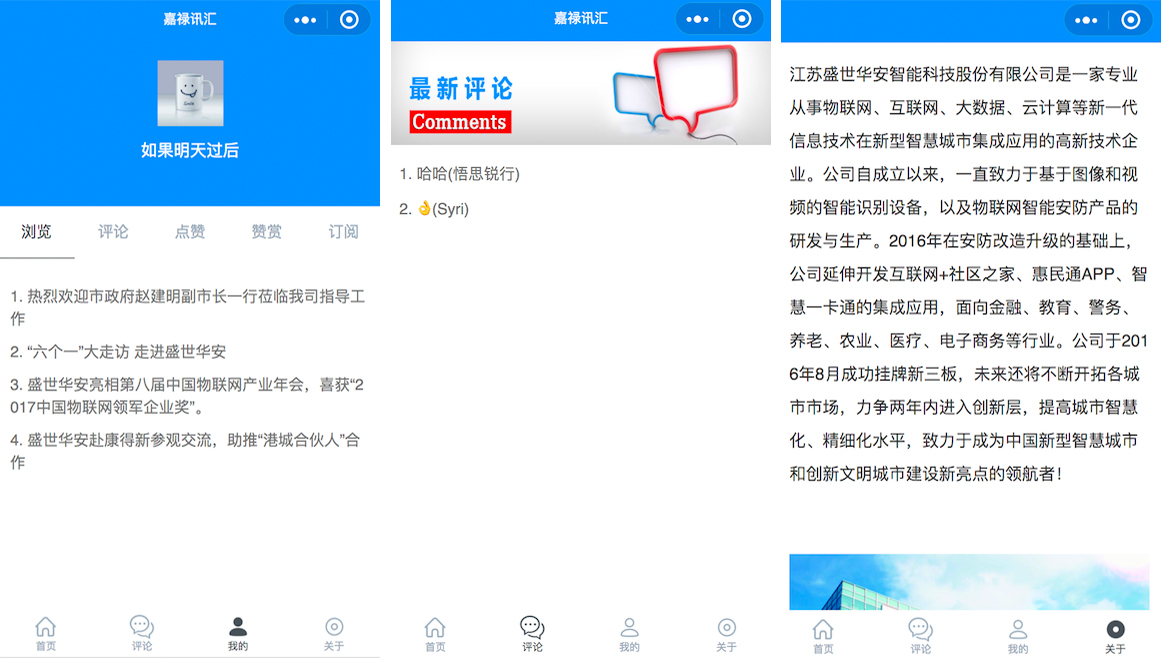 嘉禄讯汇
Smile
如果明天过后
浏览 评论 点赞 赞赏 订阅
1. 热烈欢迎市政府赵建明副市长一行莅临我司指导工
作
2. “六个一”大走访 走进盛世华安
3. 盛世华安亮相第八届中国物联网产业年会，喜获“2
017中国物联网领军企业奖”。
4. 盛世华安赴康得新参观交流，助推“港城合伙人”合
作
首页 评论 我的 关于
嘉禄讯汇
最新评论
Comments
1. 哈哈(悟思锐行)
2. 👌(Syri)
首页 评论 我的 关于
江苏盛世华安智能科技股份有限公司是一家专业
从事物联网、互联网、大数据、云计算等新一代
信息技术在新型智慧城市集成应用的高新技术企
业。公司自成立以来，一直致力于基于图像和视
频的智能识别设备，以及物联网智能安防产品的
研发与生产。2016年在安防改造升级的基础上，
公司延伸开发互联网+社区之家、惠民通APP、智
慧一卡通的集成应用，面向金融、教育、警务、
养老、农业、医疗、电子商务等行业。公司于201
6年8月成功挂牌新三板，未来还将不断开拓各城
市市场，力争两年内进入创新层，提高城市智慧
化、精细化水平，致力于成为中国新型智慧城市
和创新文明城市建设新亮点的领航者！
首页 评论 我的 关于